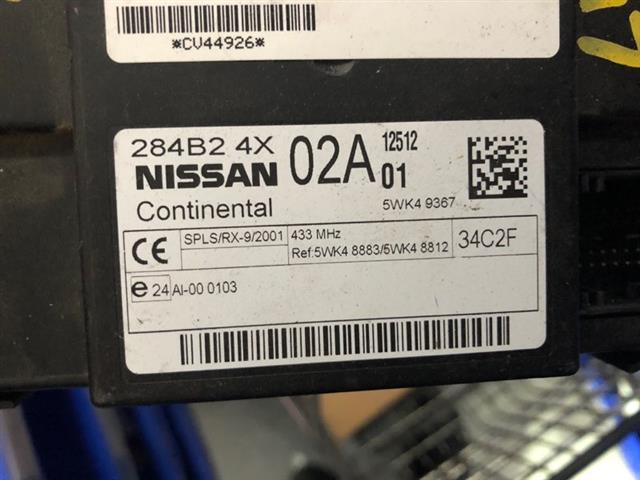 *CV44926*
284B2 4X 02A 12512
NISSAN 01
Continental 5WK4 9367
CE SPLS/RX-9/2001 433 MHz 34C2F
Ref:5WK4 8883/5WK4 8812
e 24 AI-00 0103